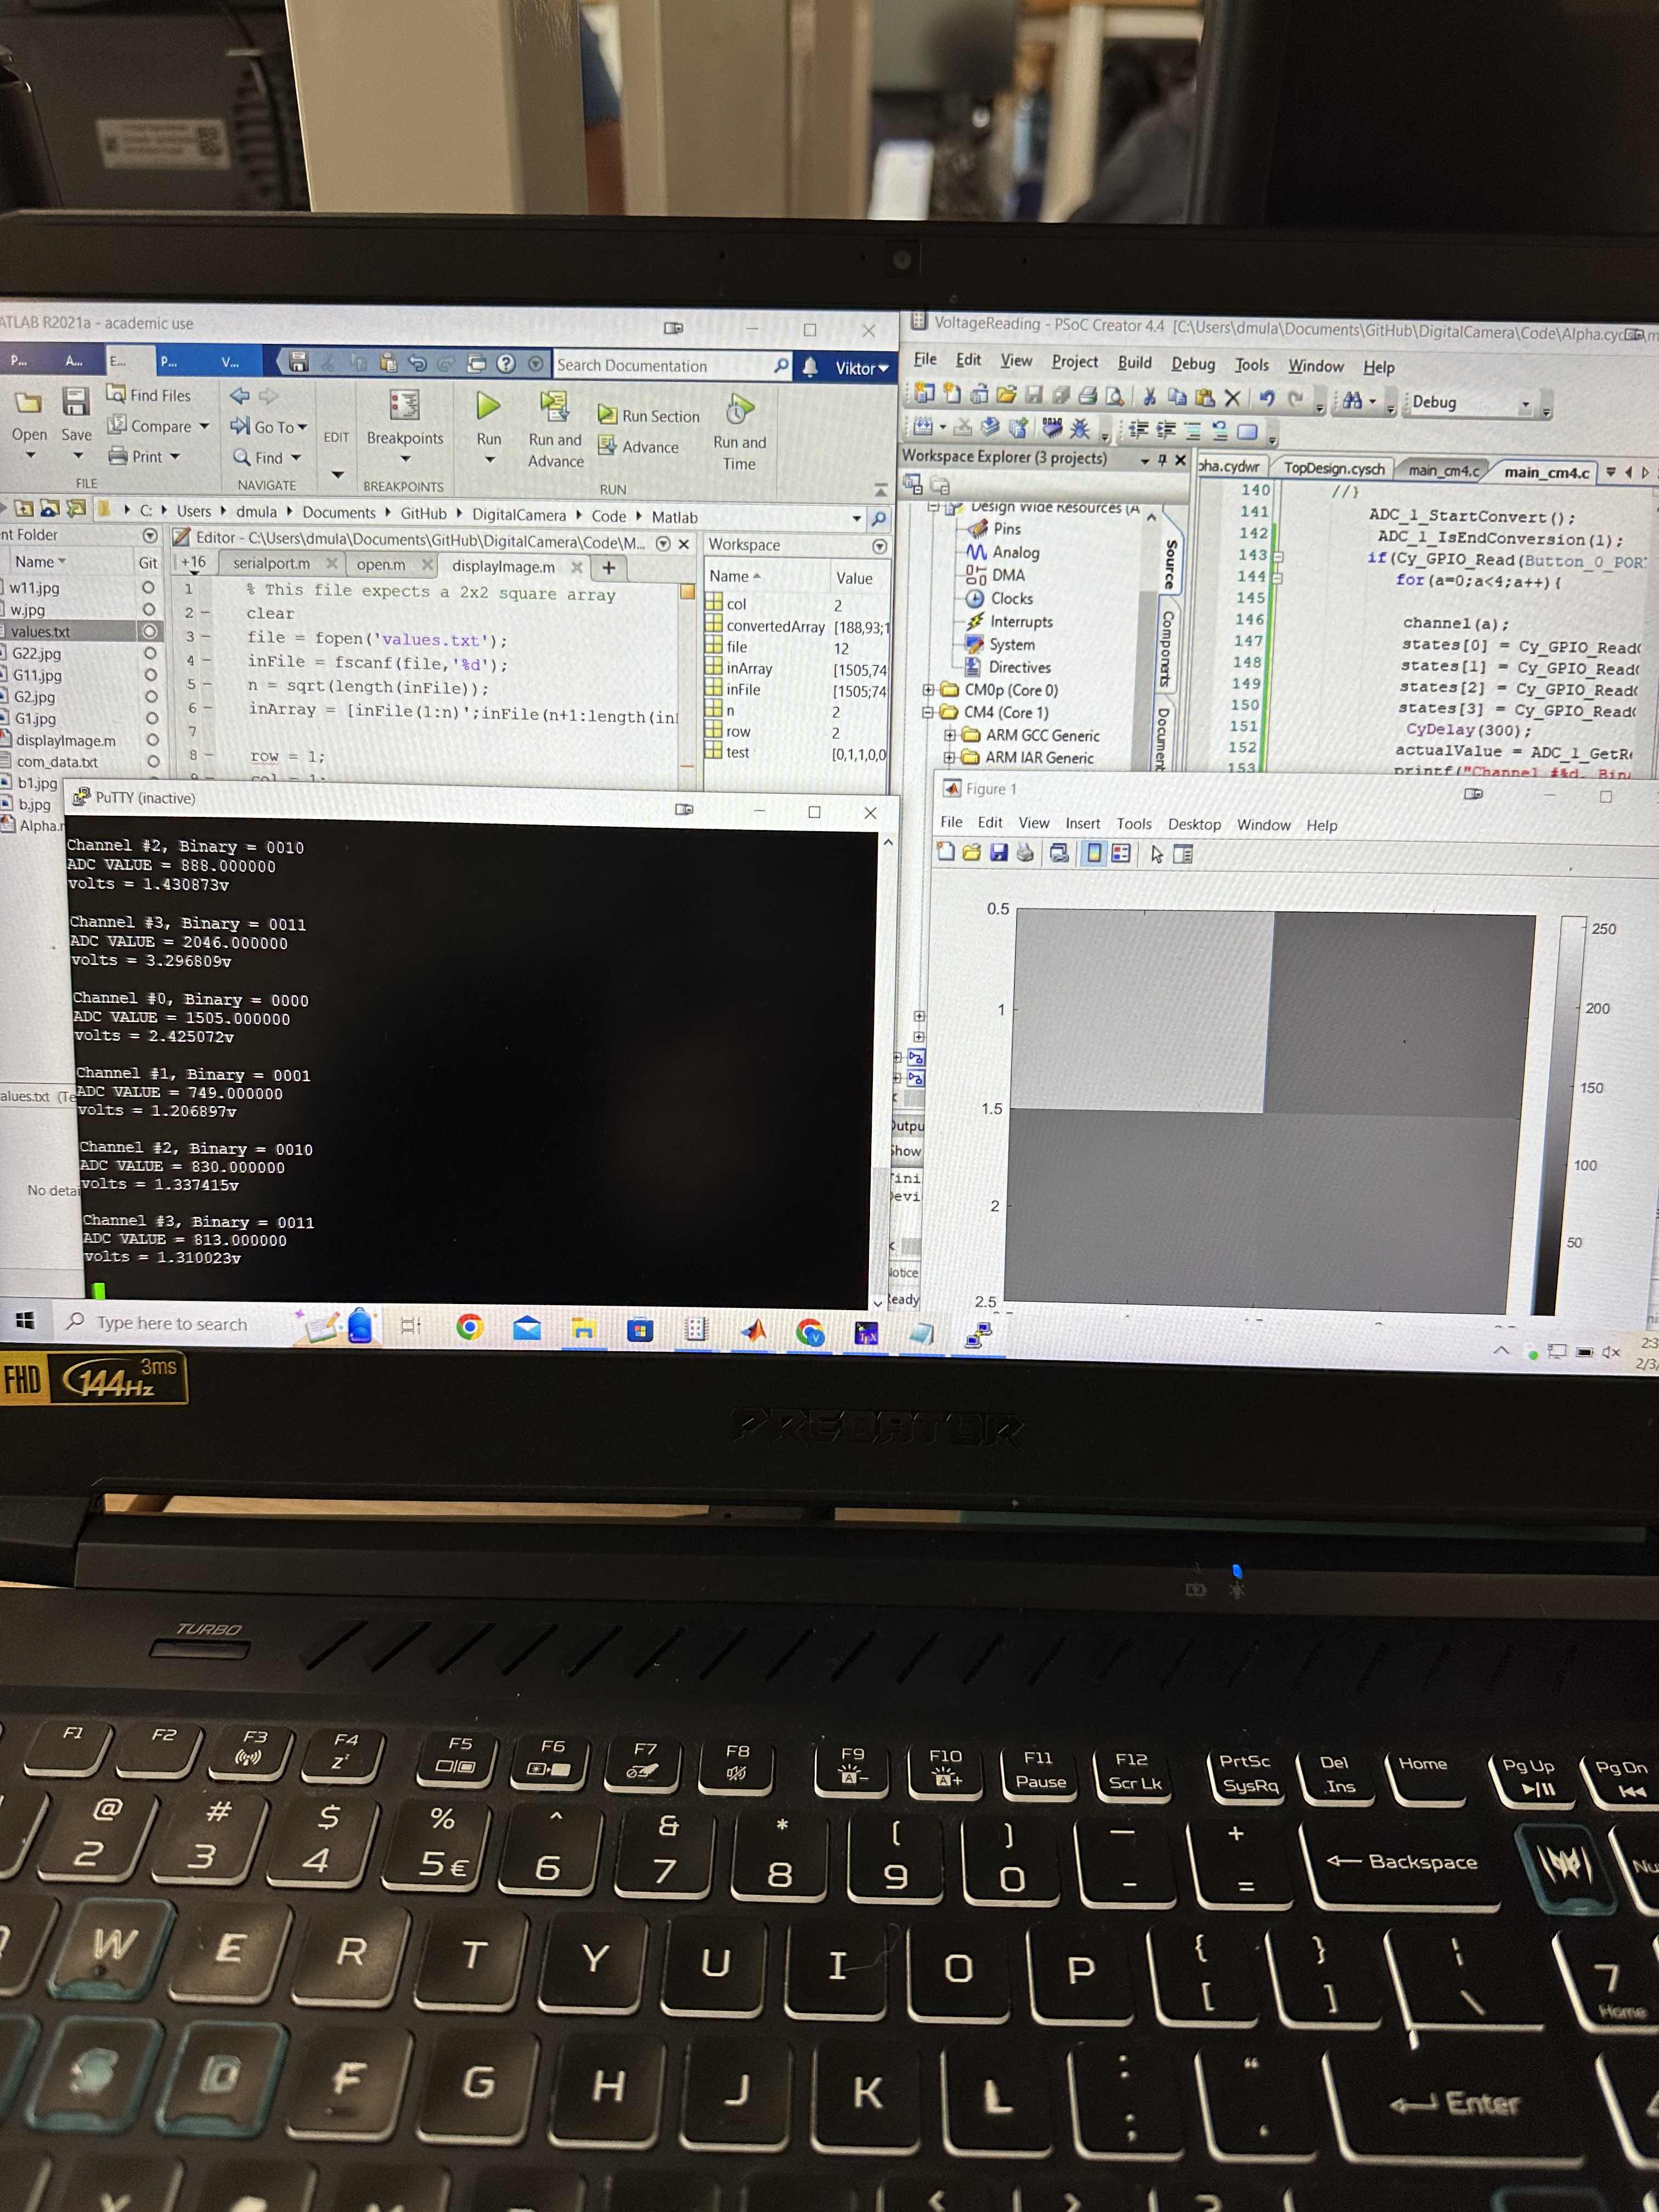 ATLAB R2021a - academic use
P... A... E... P... V...
Search Documentation
Viktor
Open
Save
Find Files
Compare
Print
Go To
Find
EDIT
Breakpoints
Run
Run and Advance
Run Section
Advance
Run and Time
FILE
NAVIGATE
BREAKPOINTS
RUN
C: Users dmula Documents GitHub DigitalCamera Code Matlab
nt Folder
Name Git
w11.jpg
w.jpg
values.txt
G22.jpg
G11.jpg
G2.jpg
G1.jpg
displayImage.m
com_data.txt
b1.jpg
b.jpg
Alpha.r
alues.txt (Te
No detai
Editor - C:\Users\dmula\Documents\GitHub\DigitalCamera\Code\M...
+16 serialport.m open.m displayImage.m
1 % This file expects a 2x2 square array
2 - clear
3 - file = fopen('values.txt');
4 - inFile = fscanf(file,'%d');
5 - n = sqrt(length(inFile));
6 - inArray = [inFile(1:n)';inFile(n+1:length(inl
7
8 - row = 1;
9 - col = 1;
Workspace
Name Value
col 2
convertedArray [188,93;1
file 12
inArray [1505,74
inFile [1505;74
n 2
row 2
test [0,1,1,0,0
VoltageReading - PSoC Creator 4.4 [C:\Users\dmula\Documents\GitHub\DigitalCamera\Code\Alpha.cyd
File Edit View Project Build Debug Tools Window Help
Debug
Workspace Explorer (3 projects)
Design Wide Resources (A
Pins
Analog
DMA
Clocks
Interrupts
System
Directives
CM0p (Core 0)
CM4 (Core 1)
ARM GCC Generic
ARM IAR Generic
Source
Components
Document
pha.cydwr TopDesign.cysch main_cm4.c main_cm4.c
140 //}
141 ADC_1_StartConvert();
142 ADC_1_IsEndConversion(1);
143 if(Cy_GPIO_Read(Button_0_POR
144 for(a=0;a<4;a++){
145
146 channel(a);
147 states[0] = Cy_GPIO_Read(
148 states[1] = Cy_GPIO_Read(
149 states[2] = Cy_GPIO_Read(
150 states[3] = Cy_GPIO_Read(
151 CyDelay(300);
152 actualValue = ADC_1_GetRe
153 printf("Channel #%d, Bin
PuTTY (inactive)
Channel #2, Binary = 0010
ADC VALUE = 888.000000
volts = 1.430873v
Channel #3, Binary = 0011
ADC VALUE = 2046.000000
volts = 3.296809v
Channel #0, Binary = 0000
ADC VALUE = 1505.000000
volts = 2.425072v
Channel #1, Binary = 0001
ADC VALUE = 749.000000
volts = 1.206897v
Channel #2, Binary = 0010
ADC VALUE = 830.000000
volts = 1.337415v
Channel #3, Binary = 0011
ADC VALUE = 813.000000
volts = 1.310023v
Outpu
Show
Notice
Ready
Figure 1
File Edit View Insert Tools Desktop Window Help
0.5
1
1.5
2
2.5
250
200
150
100
50
Type here to search
2:3
2/3/
FHD 144Hz 3ms
PREDATOR
TURBO
F1 F2 F3 F4 F5 F6 F7 F8 F9 F10 F11 F12 PrtSc Del Home Pg Up Pg Dn
Pause Scr Lk SysRq Ins
@ # $ % ^ & * ( ) _ +
2 3 4 5 € 6 7 8 9 0 - = Backspace
W E R T Y U I O P { [ } ] | \ 7
Home
S D F G H J K L : ; “ ‘ Enter